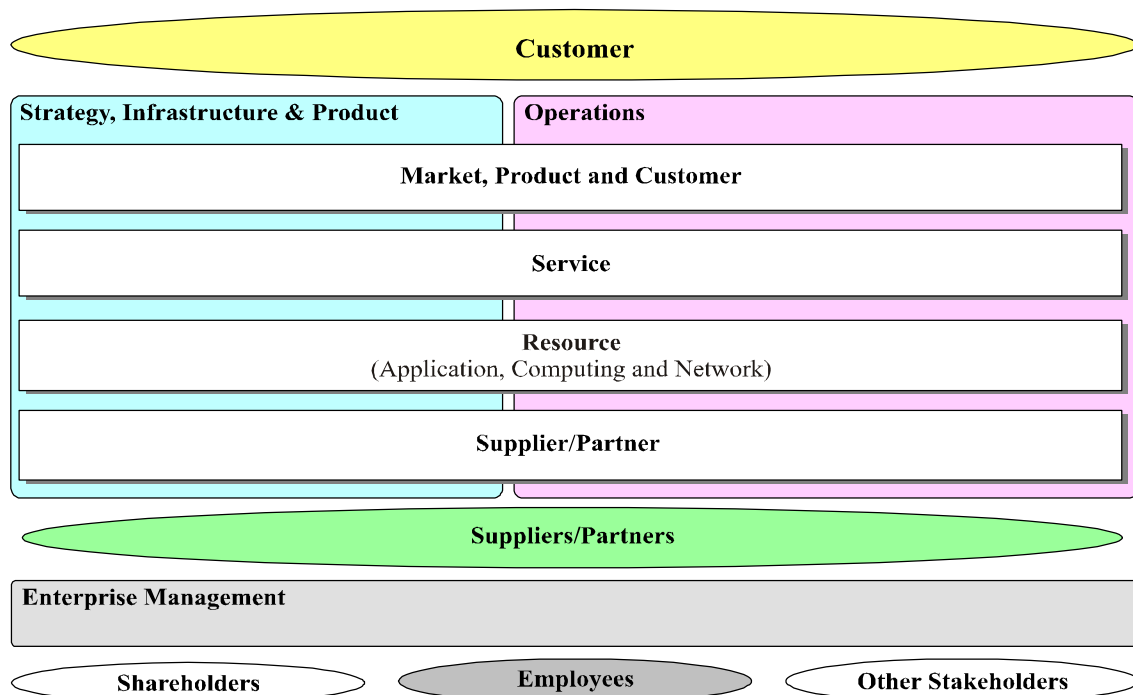 Customer
Strategy, Infrastructure & Product
Operations
Market, Product and Customer
Service
Resource
(Application, Computing and Network)
Supplier/Partner
Suppliers/Partners
Enterprise Management
Shareholders
Employees
Other Stakeholders